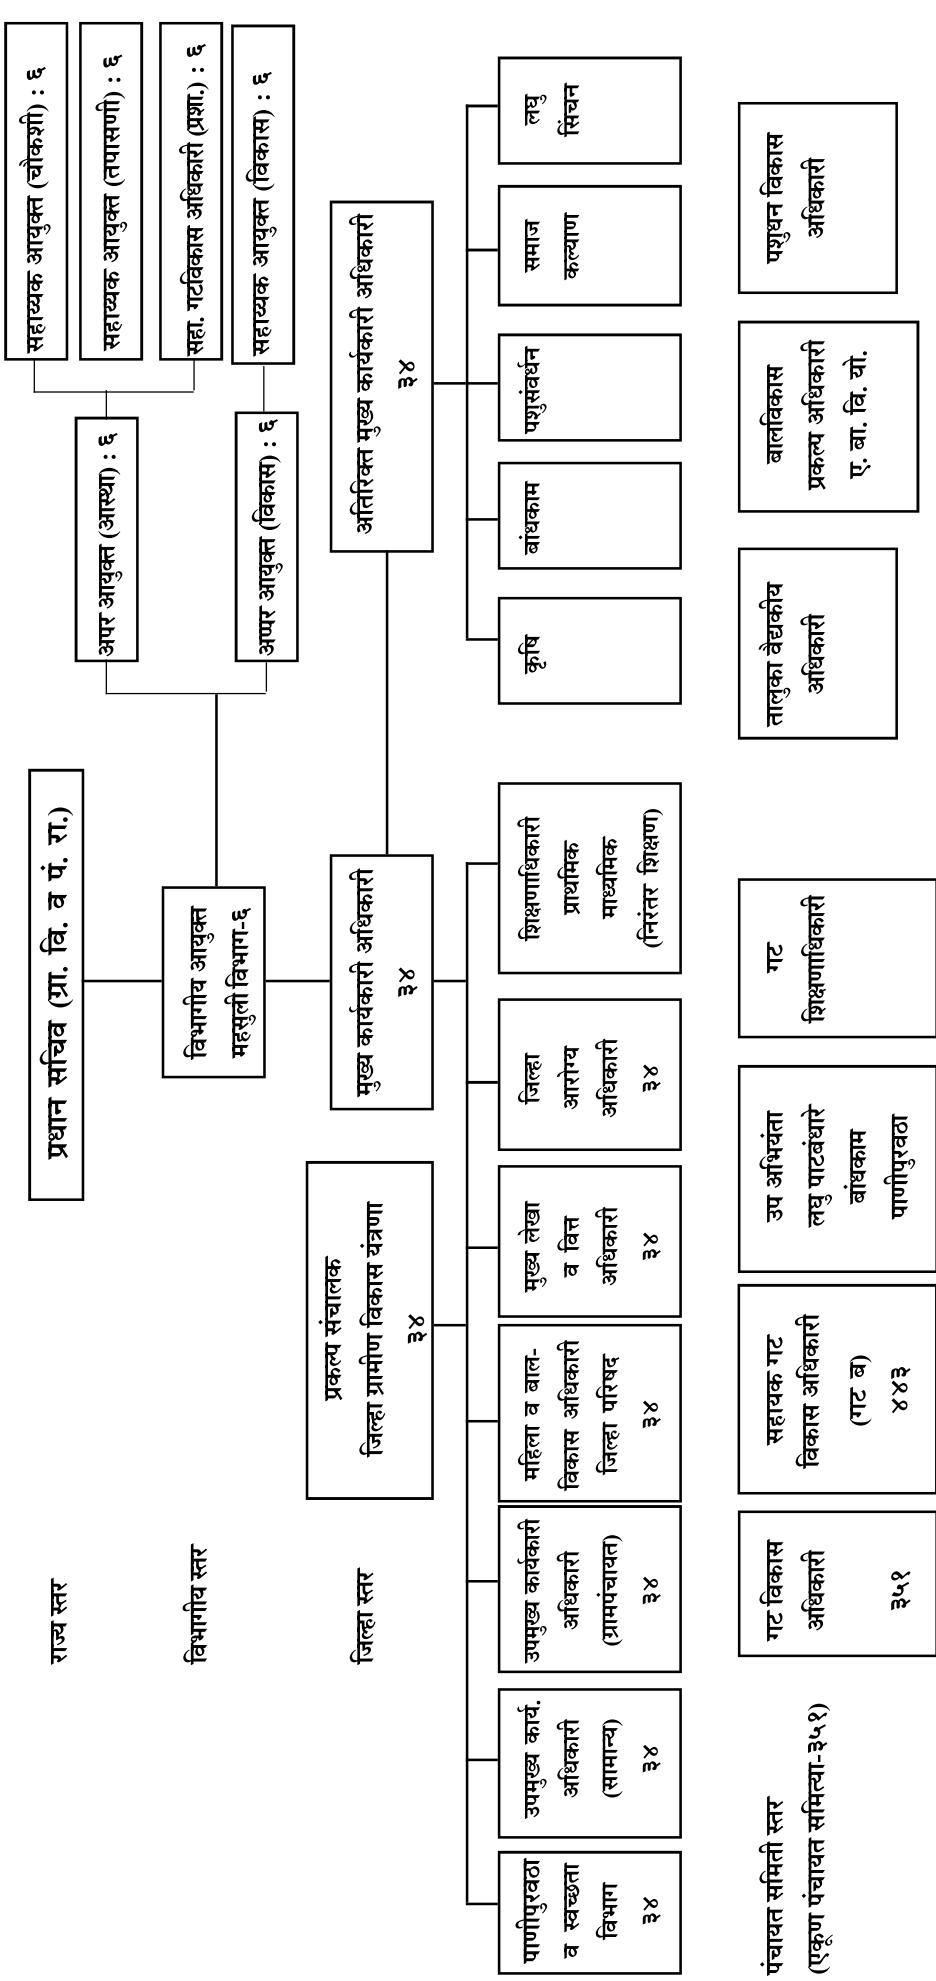 प्रधान सचिव (ग्रा. वि. व पं. रा.)
राज्य स्तर
सहाय्यक आयुक्त (चौकशी) : ६
सहाय्यक आयुक्त (तपासणी) : ६
सहा. गटविकास अधिकारी (प्रशा.) : ६
सहाय्यक आयुक्त (विकास) : ६
अपर आयुक्त (आस्था) : ६
अप्पर आयुक्त (विकास) : ६
विभागीय स्तर
विभागीय आयुक्त
महसुली विभाग-६
जिल्हा स्तर
प्रकल्प संचालक
जिल्हा ग्रामीण विकास यंत्रणा
३४
मुख्य कार्यकारी अधिकारी
३४
अतिरिक्त मुख्य कार्यकारी अधिकारी
३४
पाणीपुरवठा
व स्वच्छता
विभाग
३४
उपमुख्य कार्य.
अधिकारी
(सामान्य)
३४
उपमुख्य कार्यकारी
अधिकारी
(ग्रामपंचायत)
३४
महिला व बाल-
विकास अधिकारी
जिल्हा परिषद
३४
मुख्य लेखा
व वित्त
अधिकारी
३४
जिल्हा
आरोग्य
अधिकारी
३४
शिक्षणाधिकारी
प्राथमिक
माध्यमिक
(निरंतर शिक्षण)
कृषि
बांधकाम
पशुसंवर्धन
समाज
कल्याण
लघु
सिंचन
पंचायत समिती स्तर
(एकूण पंचायत समित्या-३५१)
गट विकास
अधिकारी
३५१
सहायक गट
विकास अधिकारी
(गट ब)
४४३
उप अभियंता
लघु पाटबंधारे
बांधकाम
पाणीपुरवठा
गट
शिक्षणाधिकारी
तालुका वैद्यकीय
अधिकारी
बालविकास
प्रकल्प अधिकारी
ए. बा. वि. यो.
पशुधन विकास
अधिकारी